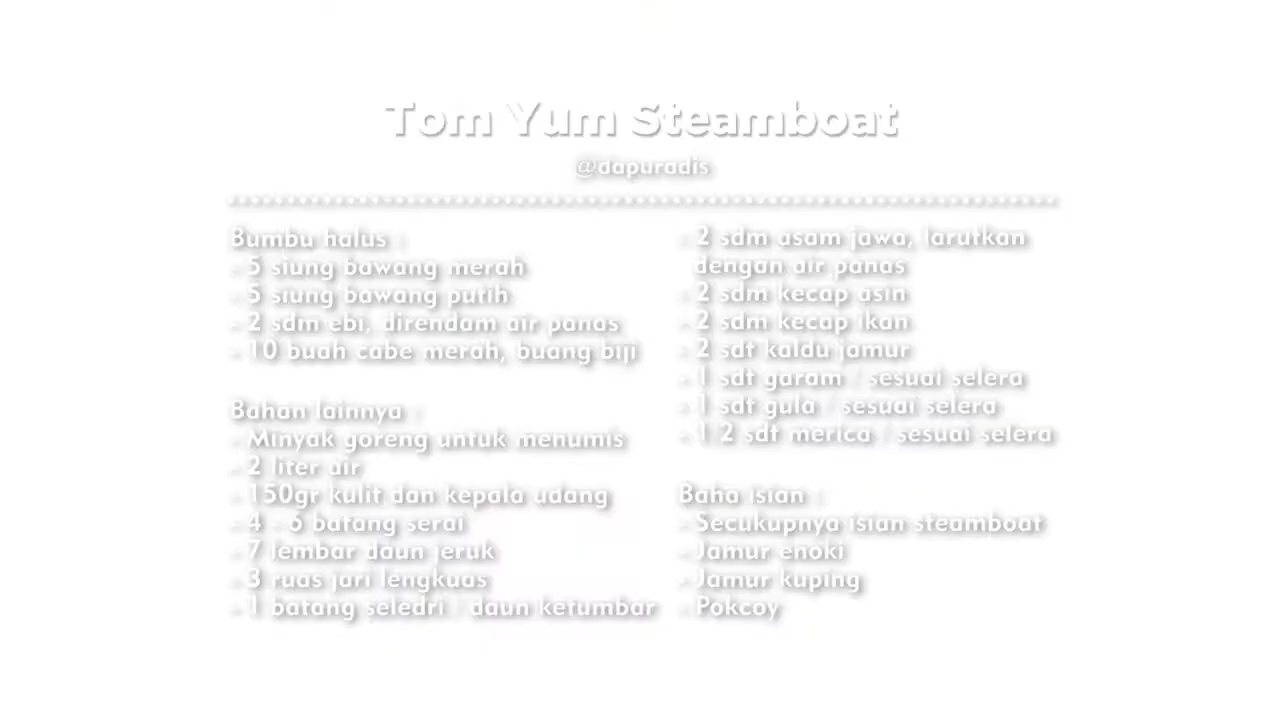 Tom Yum Steamboat
@dapuradis
Bumbu halus :
- 5 siung bawang merah
- 5 siung bawang putih
- 2 sdm ebi, direndam air panas
- 10 buah cabe merah, buang biji
Bahan lainnya :
- Minyak goreng untuk menumis
- 2 liter air
- 150gr kulit dan kepala udang
- 4 - 6 batang serai
- 7 lembar daun jeruk
- 3 ruas jari lengkuas
- 1 batang seledri / daun ketumbar
- 2 sdm asam jawa, larutkan
dengan air panas
- 2 sdm kecap asin
- 2 sdm kecap ikan
- 2 sdt kaldu jamur
- 1 sdt garam / sesuai selera
- 1 sdt gula / sesuai selera
- 1/2 sdt merica / sesuai selera
Baha isian :
- Secukupnya isian steamboat
- Jamur enoki
- Jamur kuping
- Pokcoy